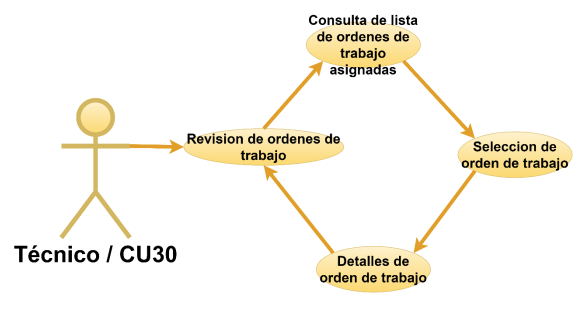 Consulta de lista
de ordenes de
trabajo
asignadas
Revision de ordenes de
trabajo
Seleccion de
orden de trabajo
Técnico / CU30
Detalles de
orden de trabajo